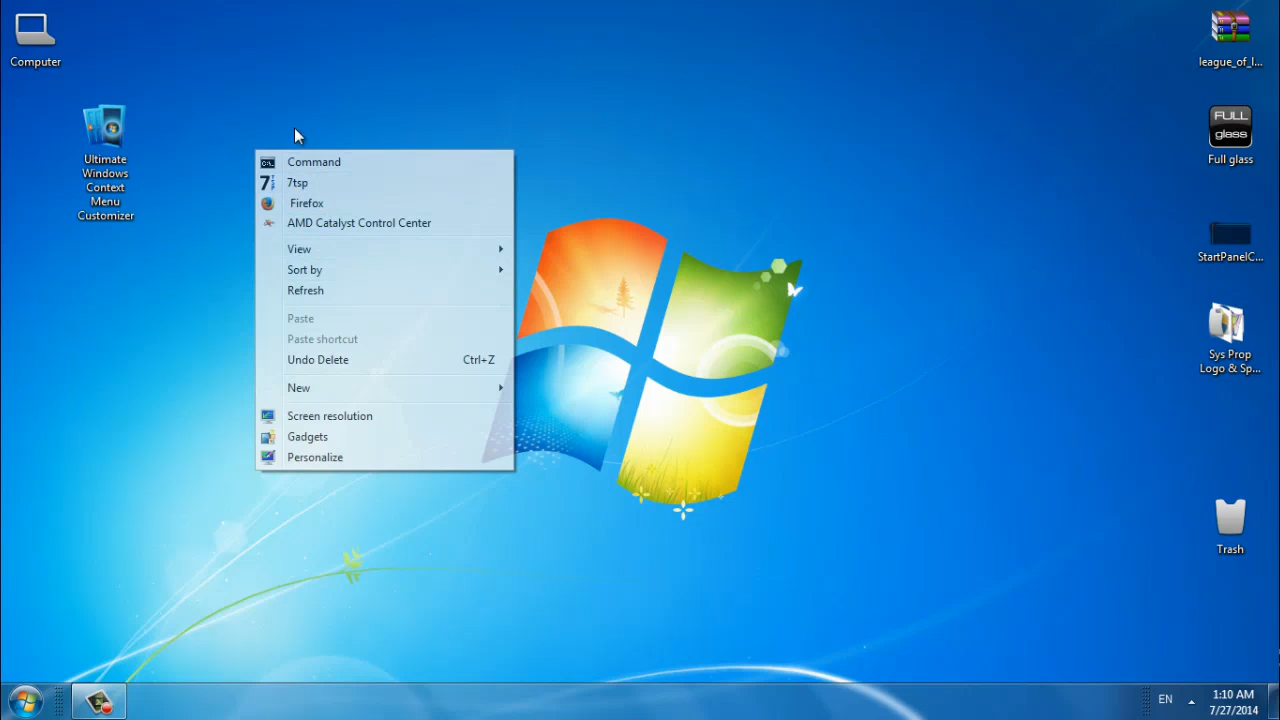 Computer
Ultimate
Windows
Context
Menu
Customizer
Command
7tsp
Firefox
AMD Catalyst Control Center
View
Sort by
Refresh
Paste
Paste shortcut
Undo Delete Ctrl+Z
New
Screen resolution
Gadgets
Personalize
league_of_l...
FULL
glass
Full glass
StartPanelC...
Sys Prop
Logo & Sp...
Trash
EN
1:10 AM
7/27/2014